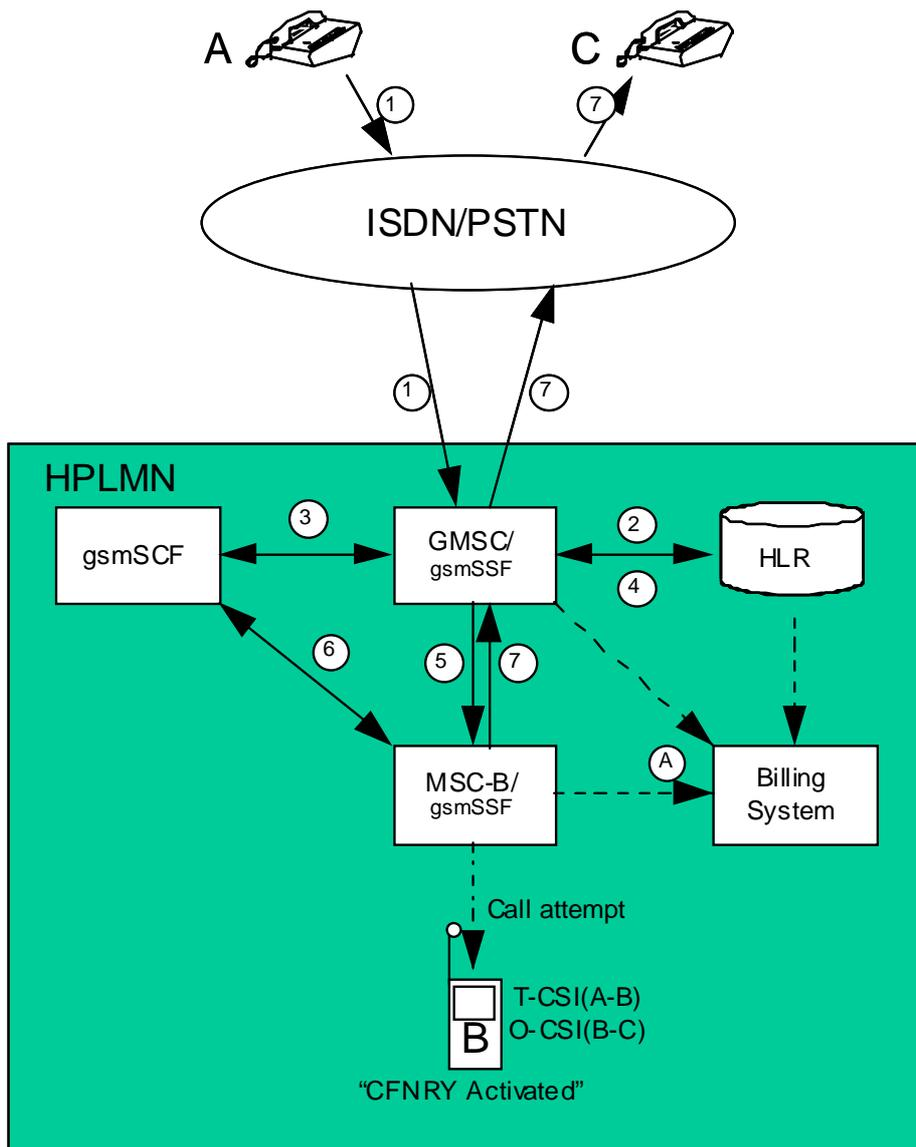 A
C
1
7
ISDN/PSTN
1
7
HPLMN
gsmSCF
3
GMSC/
gsmSSF
2
4
HLR
6
5
7
MSC-B/
gsmSSF
A
Billing
System
Call attempt
B
T-CSI(A-B)
O-CSI(B-C)
“CFNRY Activated”